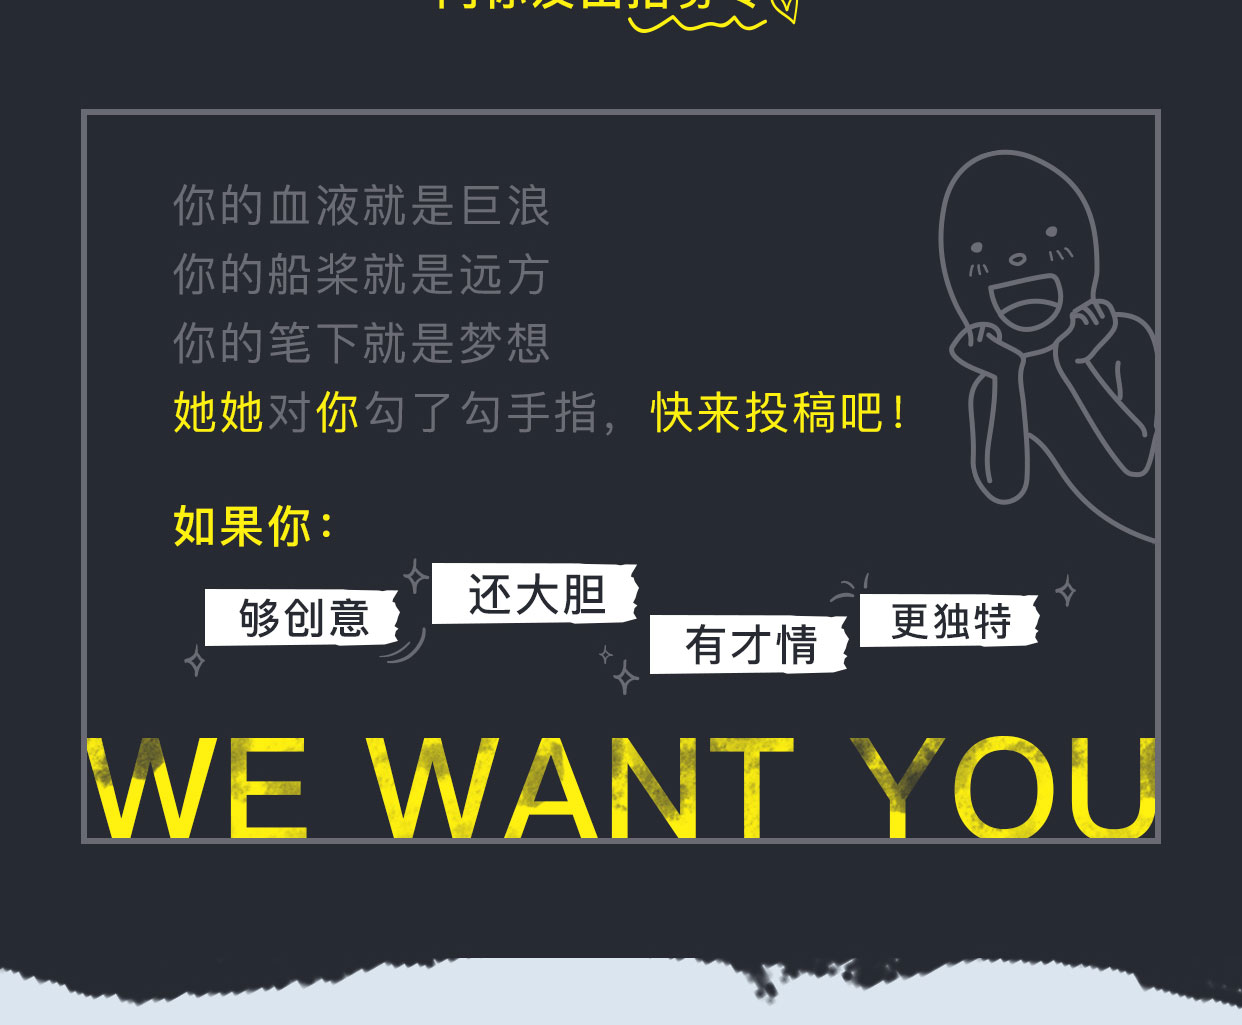 你的血液就是巨浪
你的船桨就是远方
你的笔下就是梦想
她她对你勾了勾手指，快来投稿吧！
如果你：
够创意
还大胆
有才情
更独特
WE WANT YOU